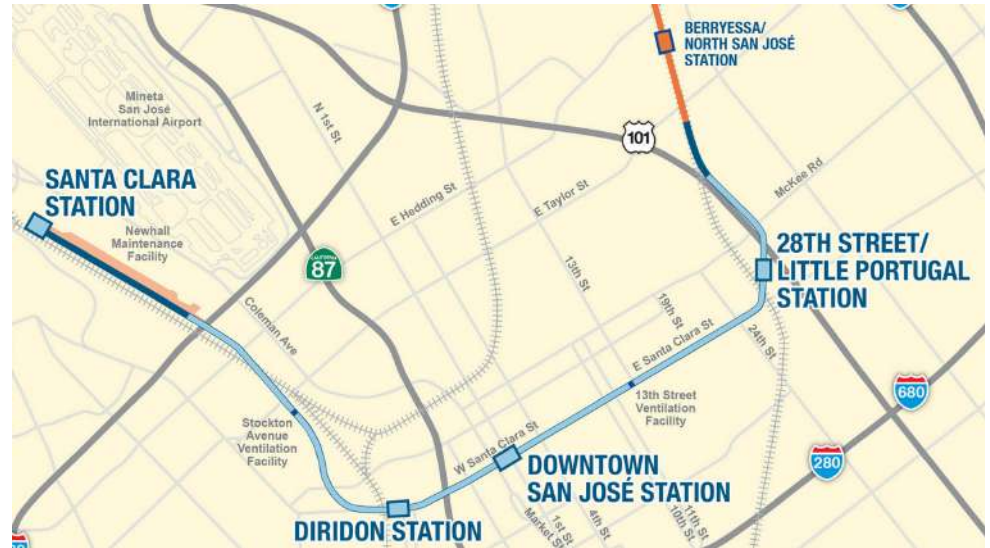 BERRYESSA/
NORTH SAN JOSÉ
STATION
Mineta
San José
International Airport
N 1st St
101
McKee Rd
SANTA CLARA
STATION
E Hedding St
E Taylor St
Newhall
Maintenance
Facility
CALIFORNIA
87
13th St
28TH STREET/
LITTLE PORTUGAL
STATION
Coleman Ave
19th St
24th St
E Santa Clara St
680
13th Street
Ventilation
Facility
Stockton
Avenue
Ventilation
Facility
W Santa Clara St
280
DOWNTOWN
SAN JOSÉ STATION
DIRIDON STATION
Market St
1st St
4th St
10th St
11th St